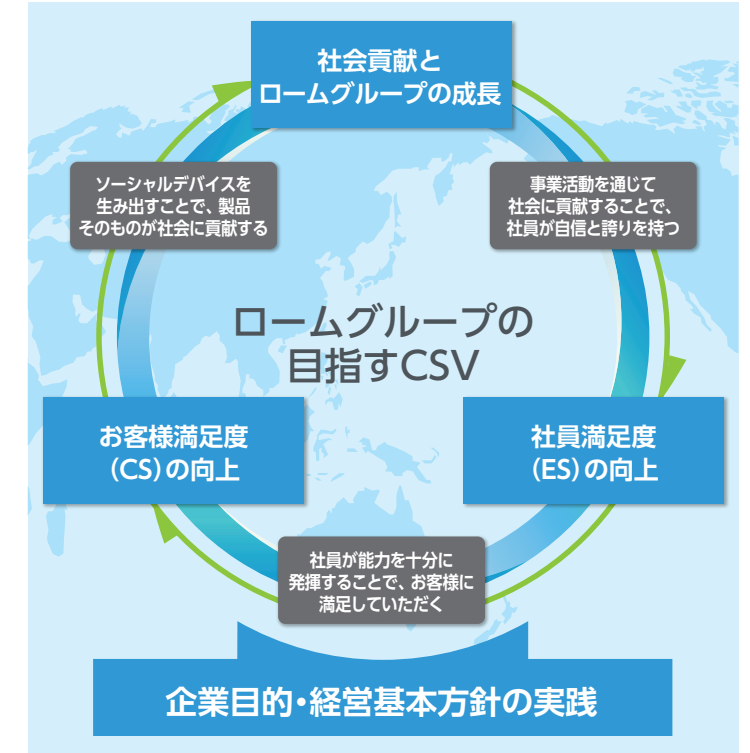 社会貢献と
ロームグループの成長
ソーシャルデバイスを
生み出すことで、製品
そのものが社会に貢献する
事業活動を通じて
社会に貢献することで、
社員が自信と誇りを持つ
ロームグループの
目指すCSV
お客様満足度
（CS）の向上
社員満足度
（ES）の向上
社員が能力を十分に
発揮することで、お客様に
満足していただく
企業目的・経営基本方針の実践